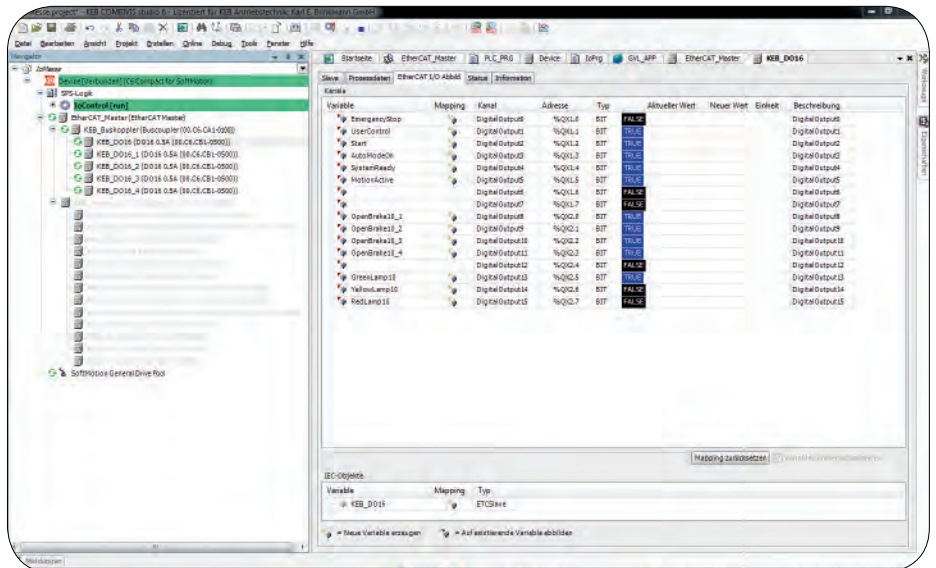 Messe.project* - KEB COMBIVIS studio 6 - Lizenziert für KEB Antriebstechnik, Karl E. Brinkmann GmbH
Datei Bearbeiten Ansicht Projekt Erstellen Online Debug Tools Fenster Hilfe
Navigator
IoMesse
Device [Verbunden] (C6 Compact for SoftMotion)
SPS-Logik
IoControl [run]
EtherCAT_Master (EtherCAT Master)
KEB_Buskoppler (Buscoupler (00.C6.CA1-0100))
KEB_DO16 (DO16 0.5A (00.C6.CB1-0500))
KEB_DO16_1 (DO16 0.5A (00.C6.CB1-0500))
KEB_DO16_2 (DO16 0.5A (00.C6.CB1-0500))
KEB_DO16_3 (DO16 0.5A (00.C6.CB1-0500))
KEB_DO16_4 (DO16 0.5A (00.C6.CB1-0500))
SoftMotion General Drive Pool
Startseite EtherCAT_Master PLC_PRG Device IoPrg GVL_APP EtherCAT_Master KEB_DO16
Slave Prozessdaten EtherCAT I/O Abbild Status Information
Kanäle
Variable Mapping Kanal Adresse Typ Aktueller Wert Neuer Wert Einheit Beschreibung
EmergencyStop DigitalOutput0 %QX1.0 BIT FALSE DigitalOutput0
UserControl DigitalOutput1 %QX1.1 BIT TRUE DigitalOutput1
Start DigitalOutput2 %QX1.2 BIT TRUE DigitalOutput2
AutoModeOn DigitalOutput3 %QX1.3 BIT TRUE DigitalOutput3
SystemReady DigitalOutput4 %QX1.4 BIT TRUE DigitalOutput4
MotionActive DigitalOutput5 %QX1.5 BIT TRUE DigitalOutput5
DigitalOutput6 %QX1.6 BIT FALSE DigitalOutput6
DigitalOutput7 %QX1.7 BIT FALSE DigitalOutput7
OpenBrake10_1 DigitalOutput8 %QX2.0 BIT TRUE DigitalOutput8
OpenBrake10_2 DigitalOutput9 %QX2.1 BIT TRUE DigitalOutput9
OpenBrake10_3 DigitalOutput10 %QX2.2 BIT TRUE DigitalOutput10
OpenBrake10_4 DigitalOutput11 %QX2.3 BIT TRUE DigitalOutput11
DigitalOutput12 %QX2.4 BIT FALSE DigitalOutput12
GreenLamp10 DigitalOutput13 %QX2.5 BIT TRUE DigitalOutput13
YellowLamp10 DigitalOutput14 %QX2.6 BIT FALSE DigitalOutput14
RedLamp10 DigitalOutput15 %QX2.7 BIT FALSE DigitalOutput15
Mapping zurücksetzen
IEC-Objekte
Variable Mapping Typ
KEB_DO16 ETCSlave
= Neue Variable erzeugen = Auf existierende Variable abbilden
Meldungen
Werkzeuge
Eigenschaften